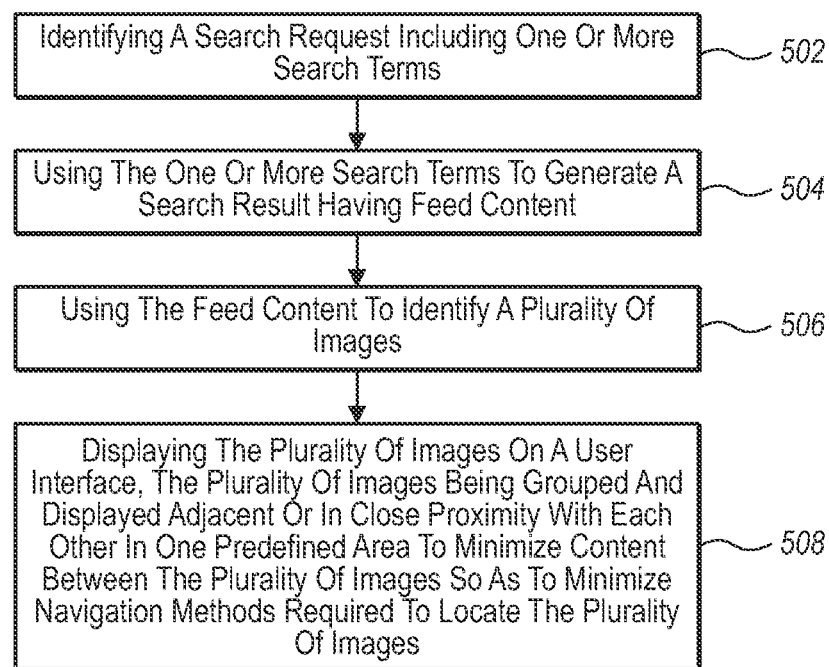 Identifying A Search Request Including One Or More
Search Terms
502
Using The One Or More Search Terms To Generate A
Search Result Having Feed Content
504
Using The Feed Content To Identify A Plurality Of
Images
506
Displaying The Plurality Of Images On A User
Interface, The Plurality Of Images Being Grouped And
Displayed Adjacent Or In Close Proximity With Each
Other In One Predefined Area To Minimize Content
Between The Plurality Of Images So As To Minimize
Navigation Methods Required To Locate The Plurality
Of Images
508